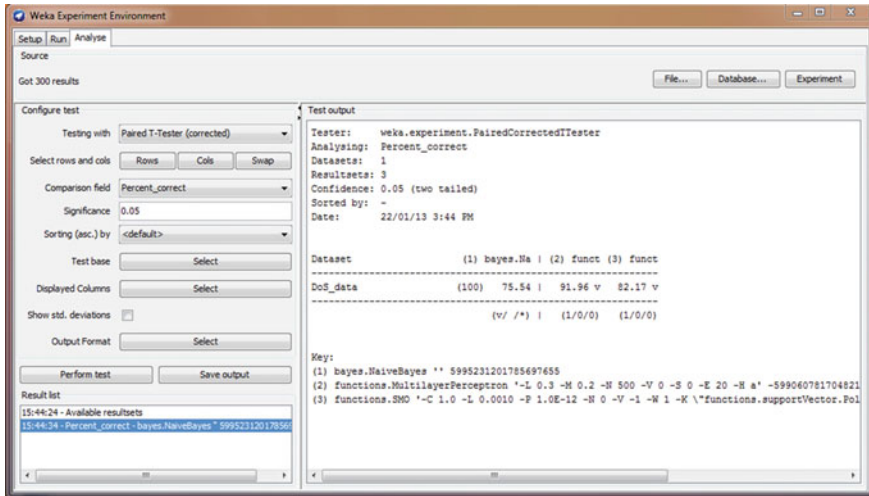 Weka Experiment Environment
Setup Run Analyse
Source
Got 300 results
File... Database... Experiment
Configure test
Testing with Paired T-Tester (corrected)
Select rows and cols Rows Cols Swap
Comparison field Percent_correct
Significance 0.05
Sorting (asc.) by <default>
Test base Select
Displayed Columns Select
Show std. deviations
Output Format Select
Perform test Save output
Result list
15:44:24 - Available resultsets
15:44:34 - Percent_correct - bayes.NaiveBayes '' 599523120178569
Test output
Tester: weka.experiment.PairedCorrectedTTester
Analysing: Percent_correct
Datasets: 1
Resultsets: 3
Confidence: 0.05 (two tailed)
Sorted by: -
Date: 22/01/13 3:44 PM
Dataset (1) bayes.Na | (2) funct (3) funct
------------------------------------------------------------
DoS_data (100) 75.54 | 91.96 v 82.17 v
------------------------------------------------------------
(v/ /*) | (1/0/0) (1/0/0)
Key:
(1) bayes.NaiveBayes '' 5995231201785697655
(2) functions.MultilayerPerceptron '-L 0.3 -M 0.2 -N 500 -V 0 -S 0 -E 20 -H a' -599060781704821
(3) functions.SMO '-C 1.0 -L 0.0010 -P 1.0E-12 -N 0 -V -1 -W 1 -K \"functions.supportVector.Pol